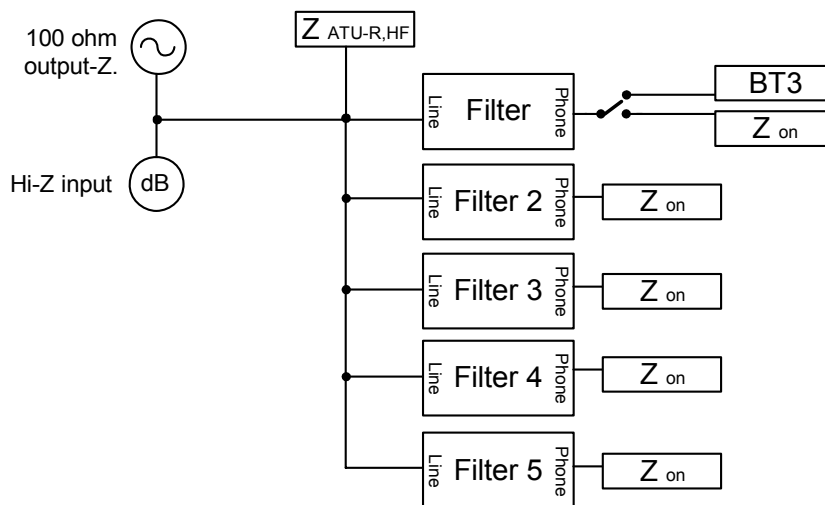 100 ohm
output-Z.
Hi-Z input
dB
Z ATU-R,HF
Line
Filter
Phone
BT3
Z on
Line
Filter 2
Phone
Z on
Line
Filter 3
Phone
Z on
Line
Filter 4
Phone
Z on
Line
Filter 5
Phone
Z on